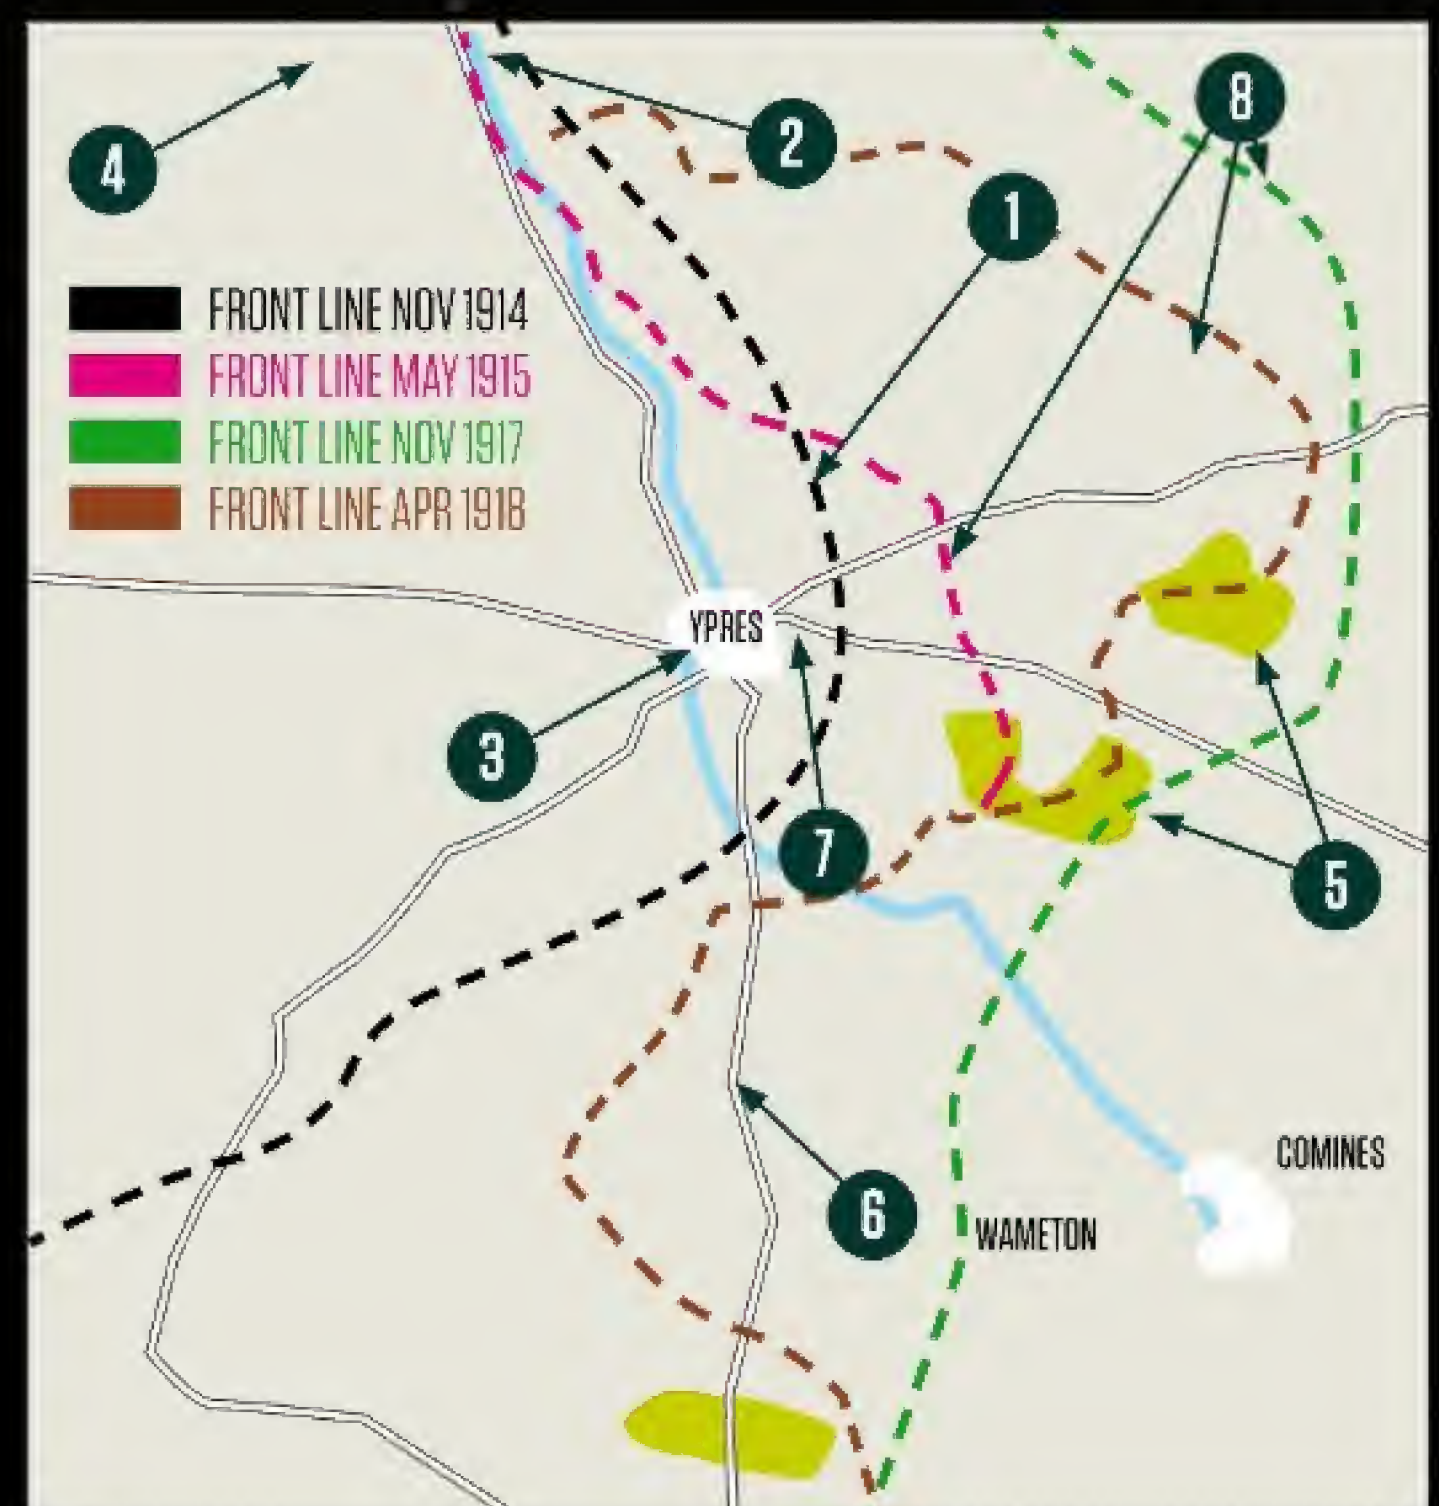 8
2
4
1
FRONT LINE NOV 1914
FRONT LINE MAY 1915
FRONT LINE NOV 1917
FRONT LINE APR 1918
YPRES
3
7
5
COMINES
6
WAMETON